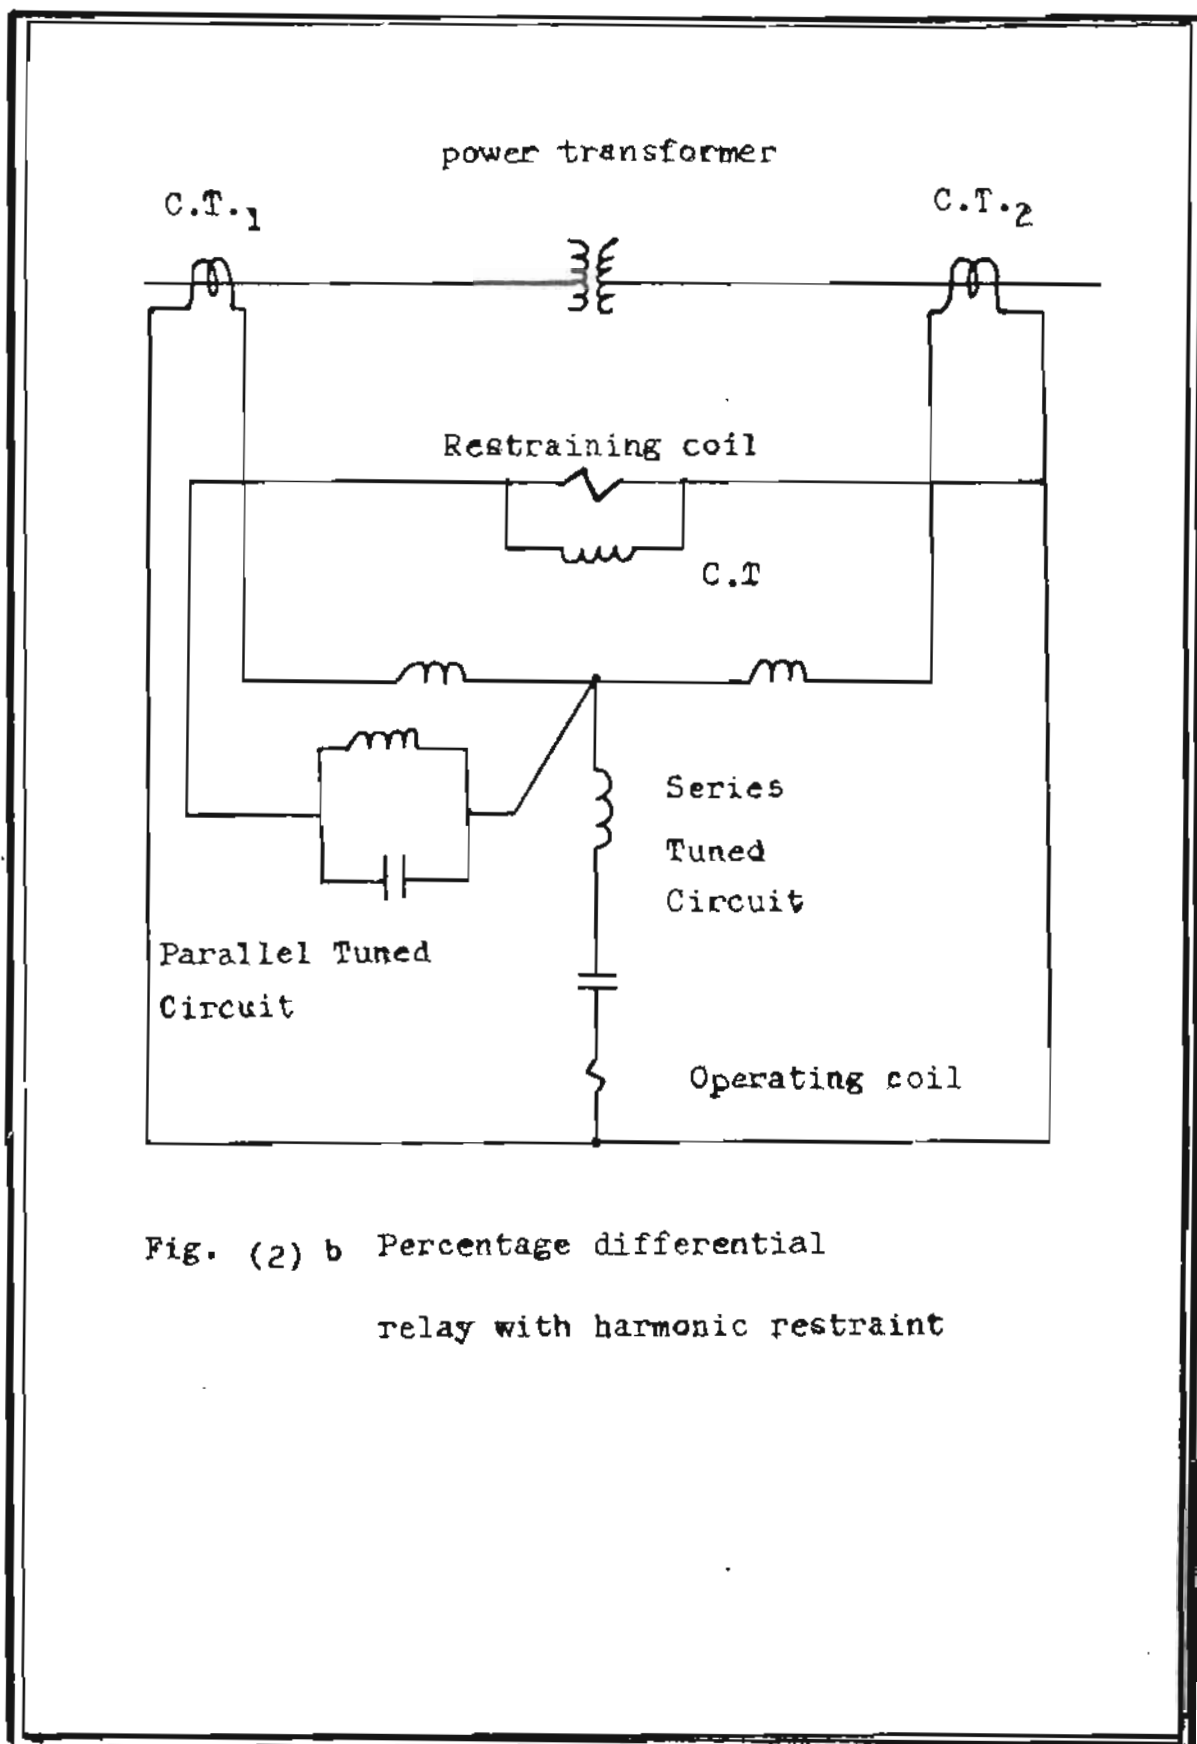 power transformer
C.T.1
C.T.2
Restraining coil
C.T
Series
Tuned
Circuit
Parallel Tuned
Circuit
Operating coil
Fig. (2) b Percentage differential
relay with harmonic restraint